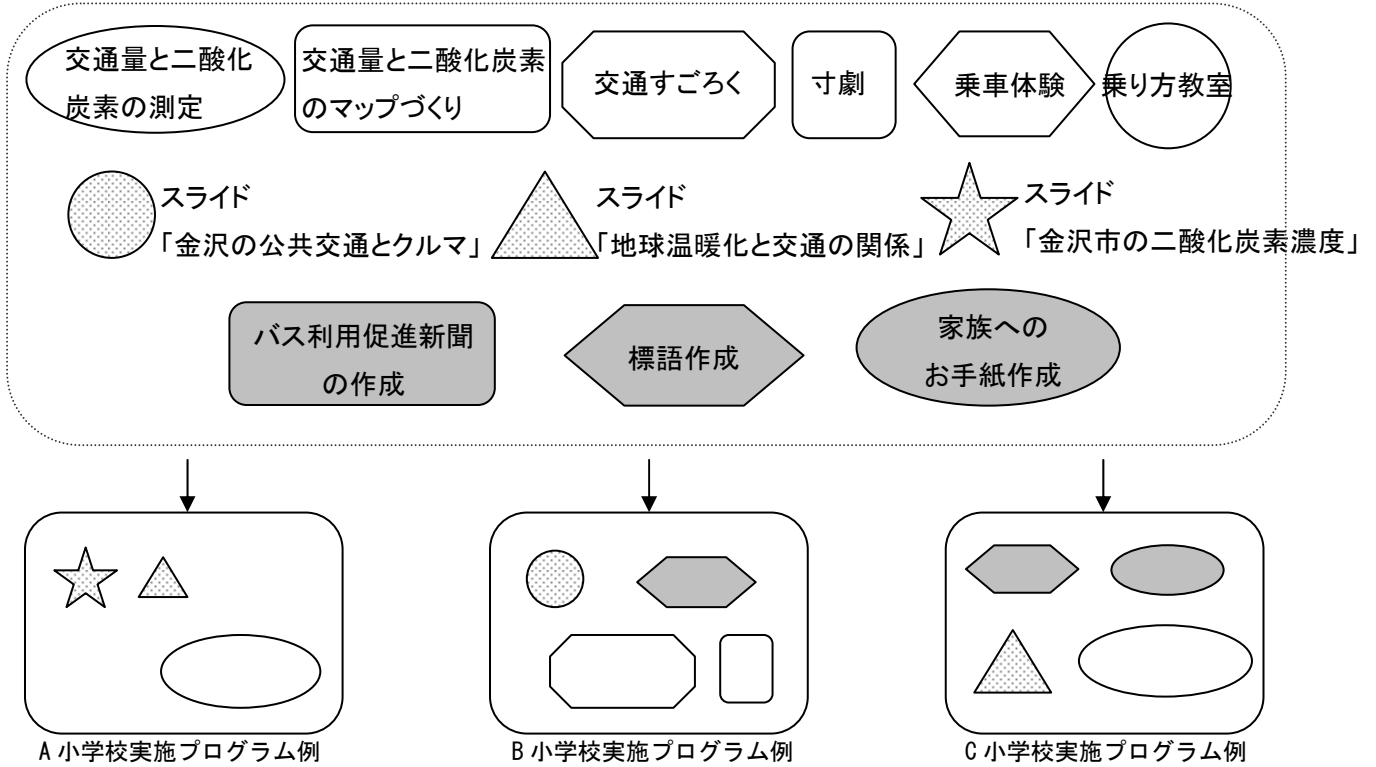 交通量と二酸化
炭素の測定
交通量と二酸化炭素
のマップづくり
交通すごろく
寸劇
乗車体験
乗り方教室
スライド
「金沢の公共交通とクルマ」
スライド
「地球温暖化と交通の関係」
スライド
「金沢市の二酸化炭素濃度」
バス利用促進新聞
の作成
標語作成
家族への
お手紙作成
A小学校実施プログラム例
B小学校実施プログラム例
C小学校実施プログラム例